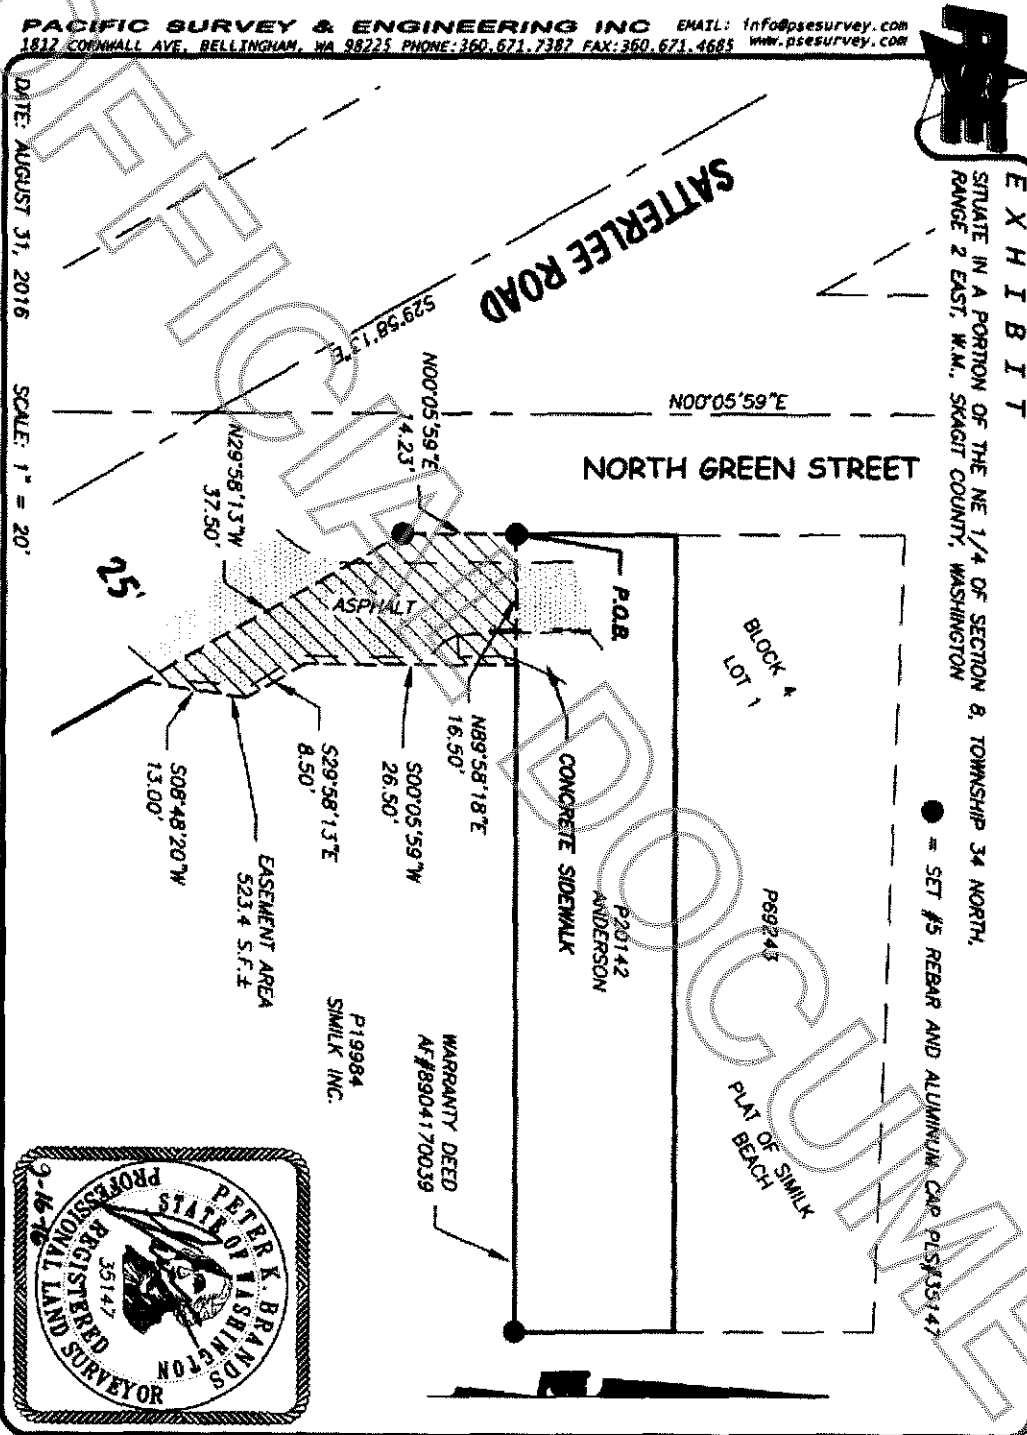 PACIFIC SURVEY & ENGINEERING INC
EMAIL: info@psesurvey.com
1812 CORNWALL AVE, BELLINGHAM, WA 98225 PHONE:360.671.7387 FAX:360.671.4685
www.psesurvey.com
EXHIBIT
SITUATE IN A PORTION OF THE NE 1/4 OF SECTION 8, TOWNSHIP 34 NORTH,
RANGE 2 EAST, W.M., SKAGIT COUNTY, WASHINGTON
= SET #5 REBAR AND ALUMINUM CAP PLS#35147
SATTERLEE ROAD
S29°58'13"E
N00°05'59"E
NORTH GREEN STREET
N00°05'59"E
14.23'
N29°58'13"W
37.50'
25'
ASPHALT
P.O.B.
BLOCK 4
LOT 1
P69243
PLAT OF SIMILK
BEACH
P20142
ANDERSON
CONCRETE SIDEWALK
N89°58'18"E
16.50'
S00°05'59"W
26.50'
S29°58'13"E
8.50'
S08°48'20"W
13.00'
EASEMENT AREA
523.4 S.F.±
P19984
SIMILK INC.
WARRANTY DEED
AF#8904170039
DATE: AUGUST 31, 2016
SCALE: 1" = 20'
PETER K. BRANDS
STATE OF WASHINGTON
35147
REGISTERED
PROFESSIONAL LAND SURVEYOR
9-16-16
OFFICIAL DOCUME